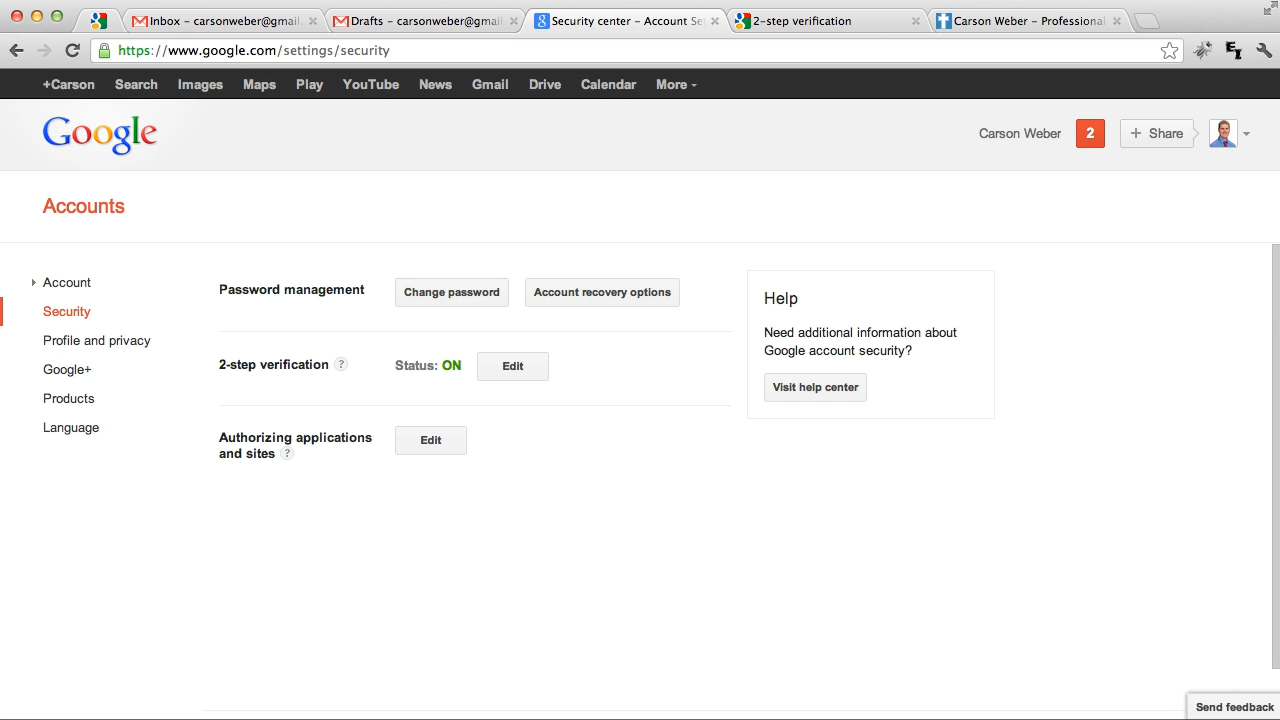 Inbox – carsonweber@gmail
Drafts – carsonweber@gmail
Security center – Account Se
2-step verification
Carson Weber – Professional
https://www.google.com/settings/security
+Carson Search Images Maps Play YouTube News Gmail Drive Calendar More
Google
Carson Weber 2 + Share
Accounts
Account
Security
Profile and privacy
Google+
Products
Language
Password management Change password Account recovery options
2-step verification ? Status: ON Edit
Authorizing applications
and sites ? Edit
Help
Need additional information about
Google account security?
Visit help center
Send feedback